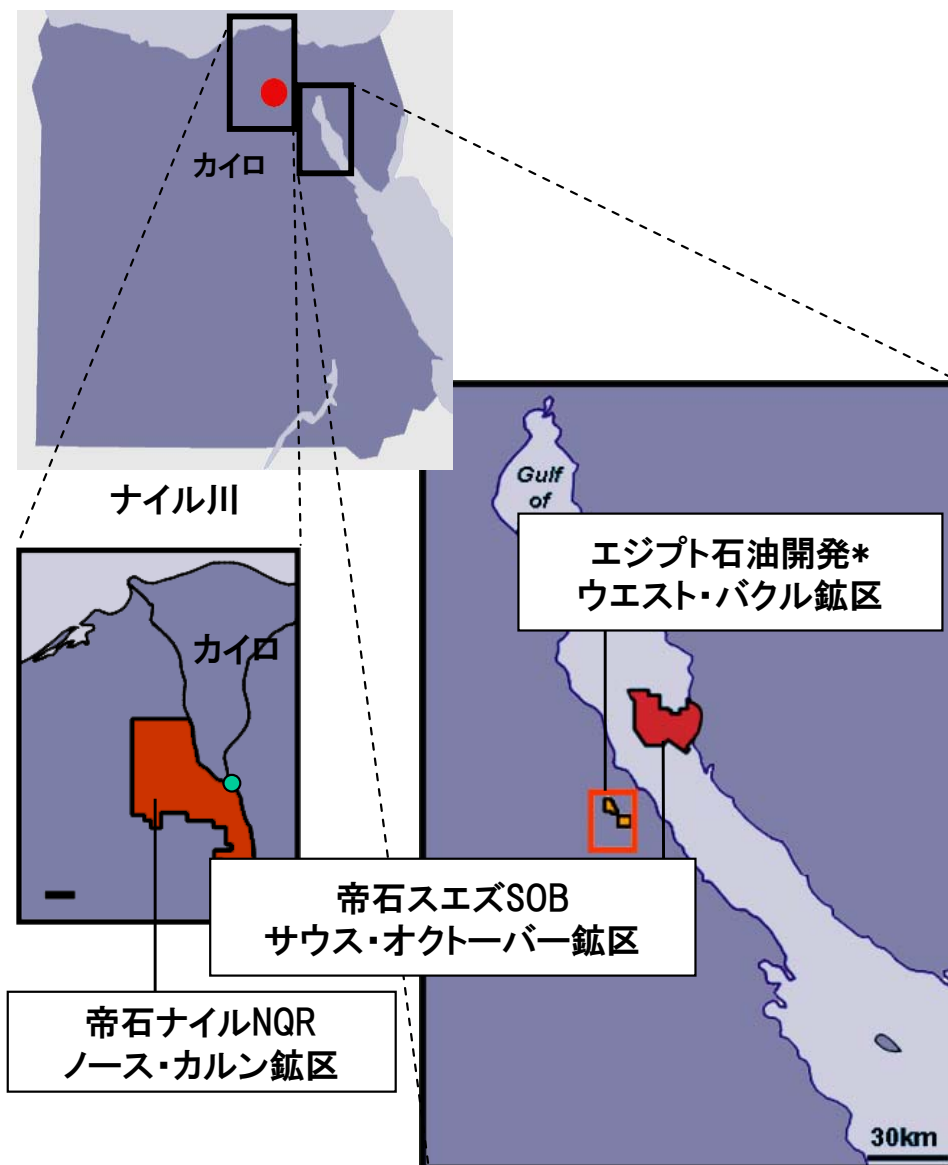 カイロ
ナイル川
カイロ
Gulf
of
エジプト石油開発*
ウエスト・バクル鉱区
帝石スエズSOB
サウス・オクトーバー鉱区
帝石ナイルNQR
ノース・カルン鉱区
30km